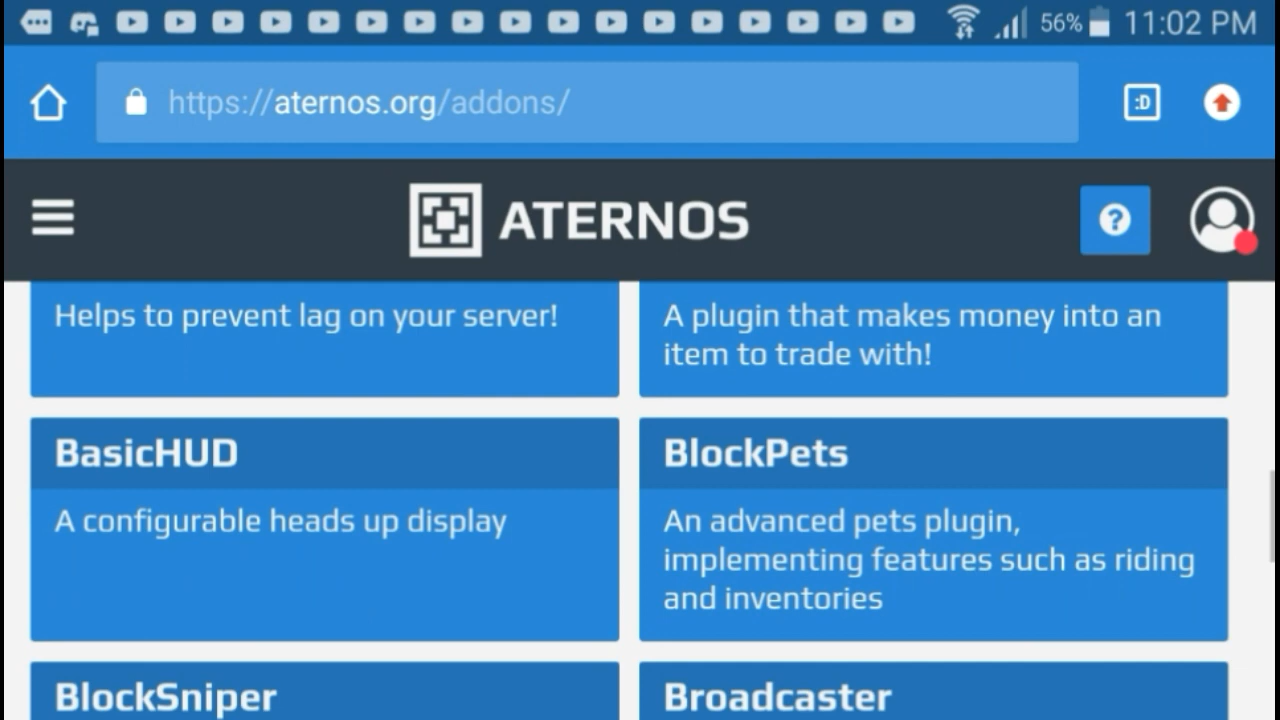 56% 11:02 PM
https://aternos.org/addons/
:D
ATERNOS
?
Helps to prevent lag on your server!
A plugin that makes money into an
item to trade with!
BasicHUD
A configurable heads up display
BlockPets
An advanced pets plugin,
implementing features such as riding
and inventories
BlockSniper
Broadcaster